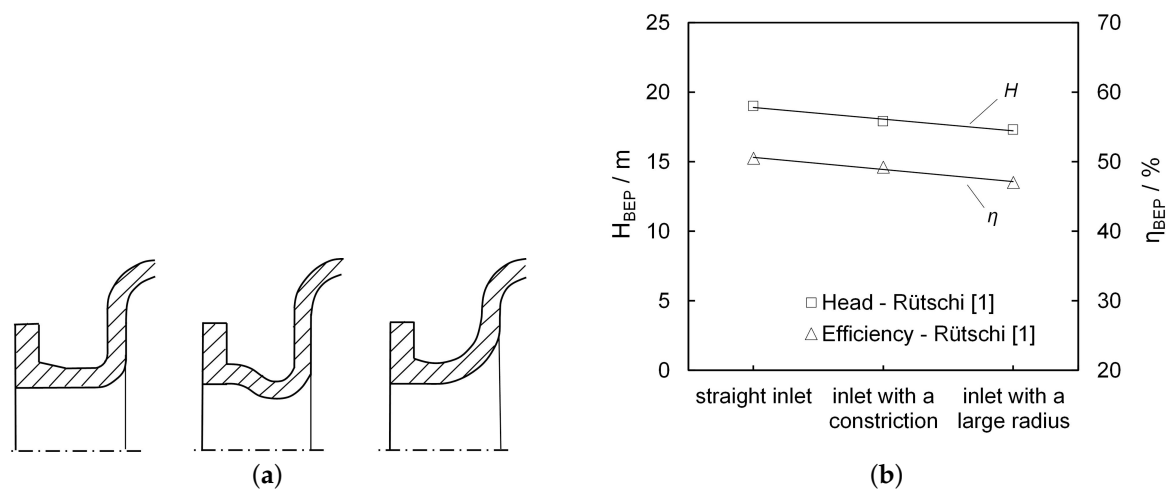 (a)
25
20
15
10
5
0
H_BEP / m
70
60
50
40
30
20
η_BEP / %
H
η
Head - Rütschi [1]
Efficiency - Rütschi [1]
straight inlet
inlet with a
constriction
inlet with a
large radius
(b)